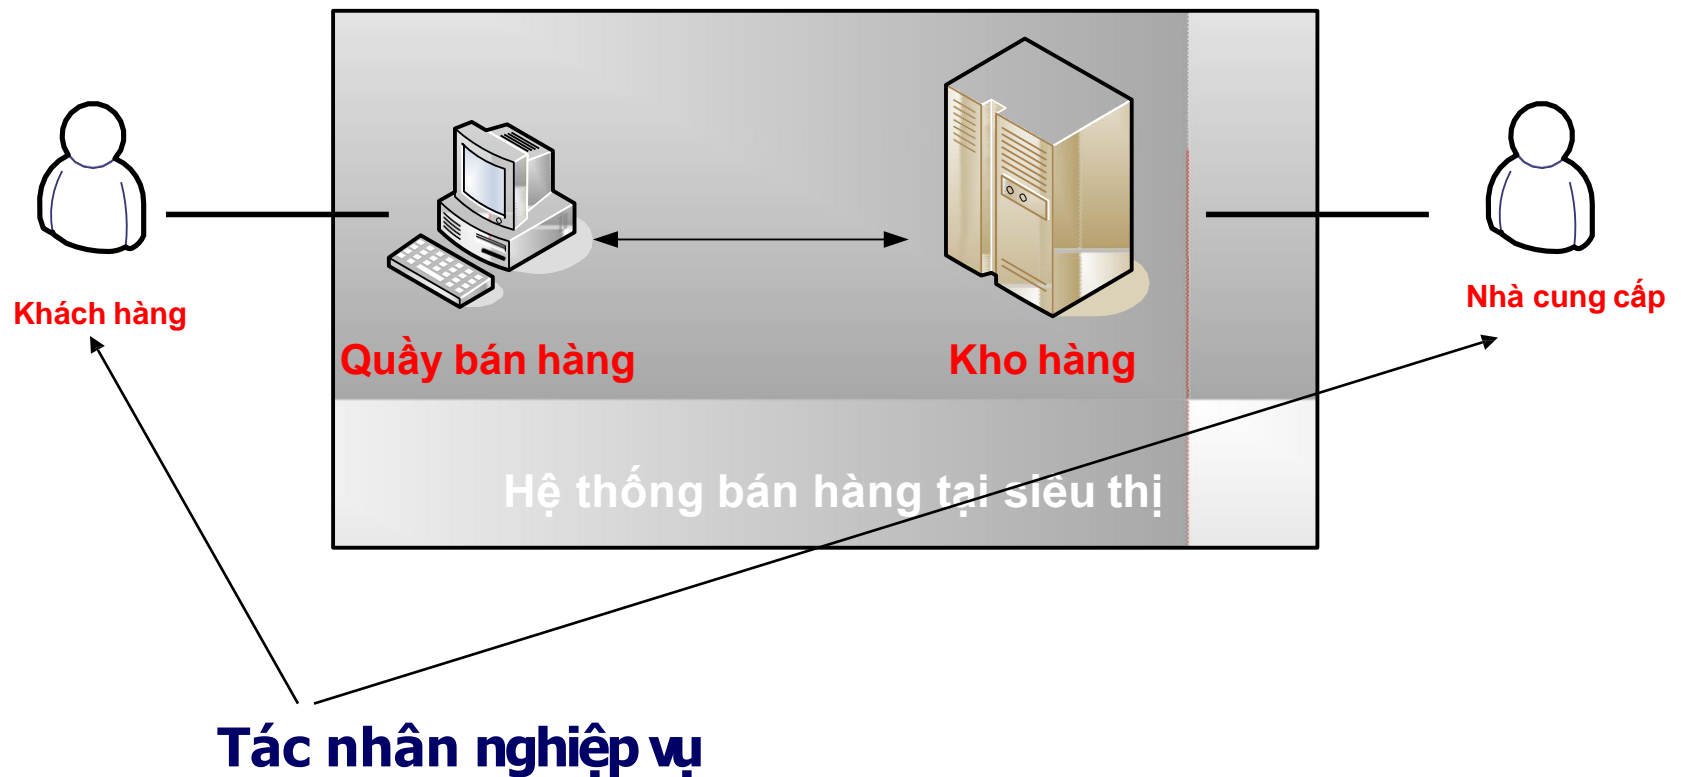 Khách hàng
Nhà cung cấp
Quầy bán hàng
Kho hàng
Hệ thống bán hàng tại siêu thị
Tác nhân nghiệp vụ